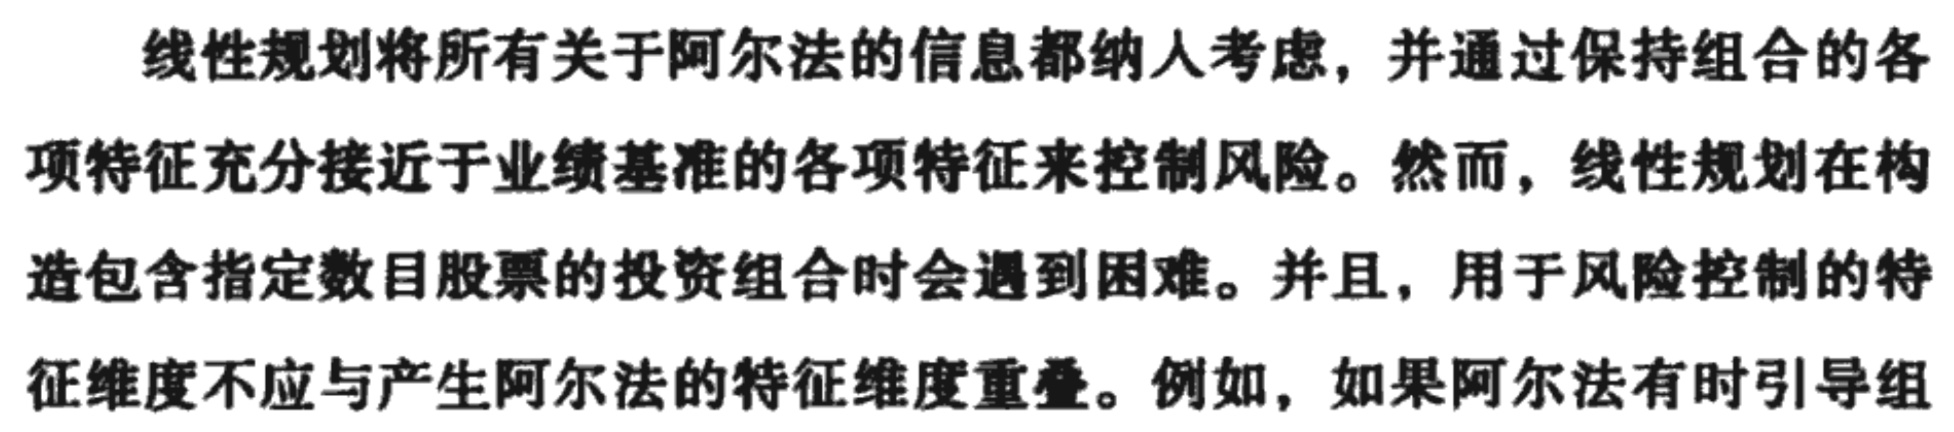 线性规划将所有关于阿尔法的信息都纳入考虑，并通过保持组合的各
项特征充分接近于业绩基准的各项特征来控制风险。然而，线性规划在构
造包含指定数目股票的投资组合时会遇到困难。并且，用于风险控制的特
征维度不应与产生阿尔法的特征维度重叠。例如，如果阿尔法有时引导组